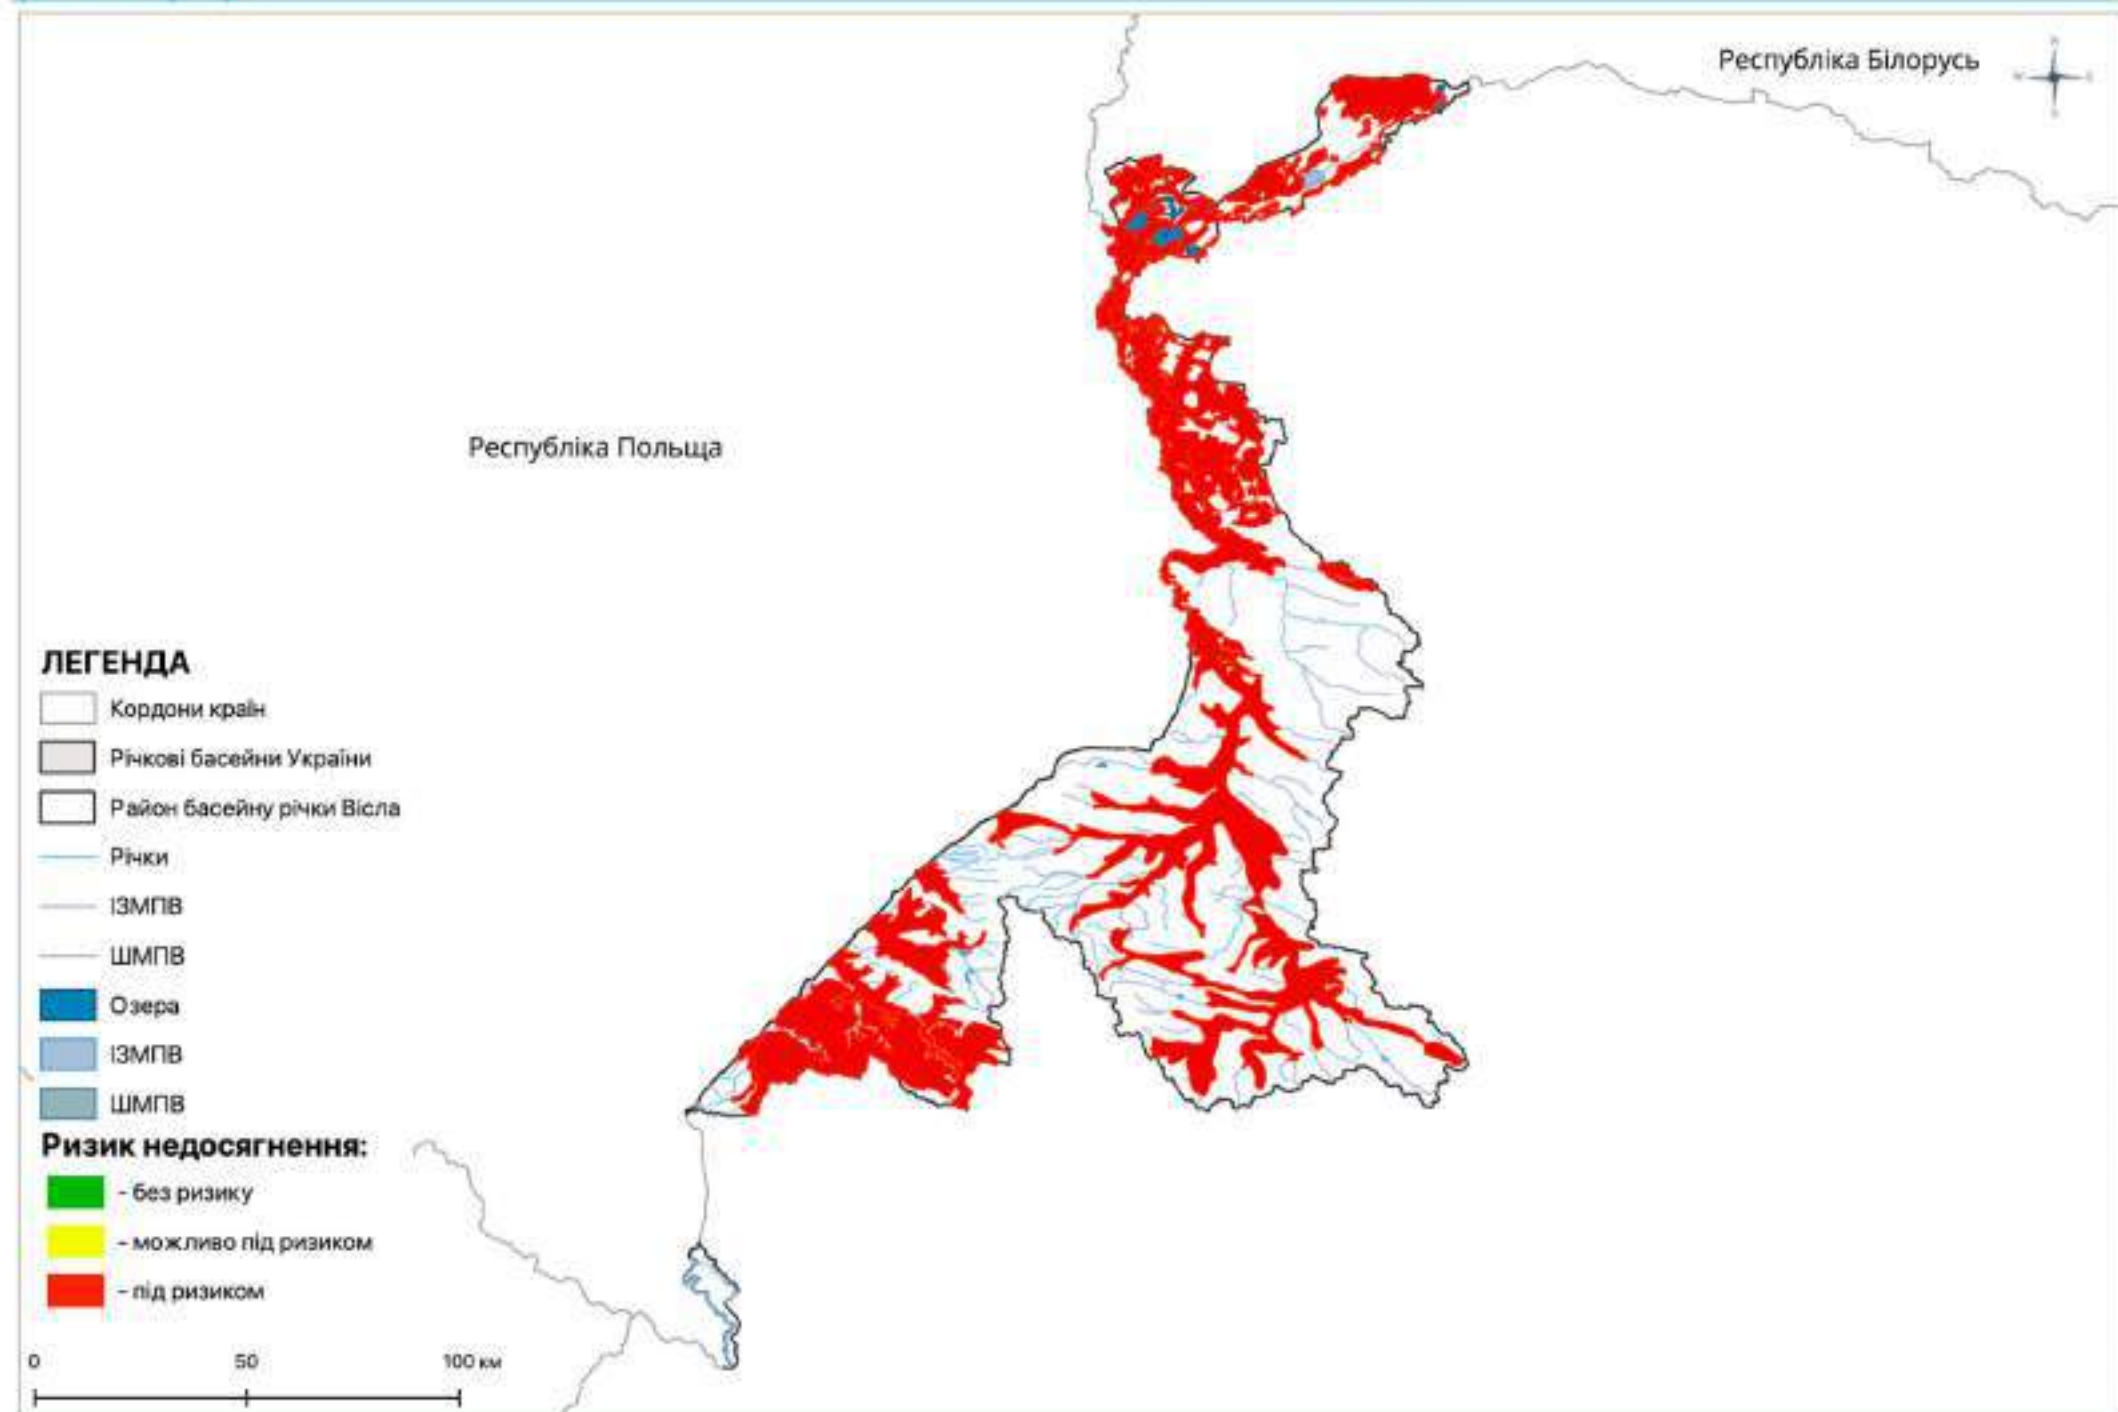 Республіка Білорусь
Республіка Польща
ЛЕГЕНДА
Кордони країн
Річкові басейни України
Район басейну річки Вісла
Річки
ІЗМПВ
ШМПВ
Озера
ІЗМПВ
ШМПВ
Ризик недосягнення:
- без ризику
- можливо під ризиком
- під ризиком
0 50 100 км